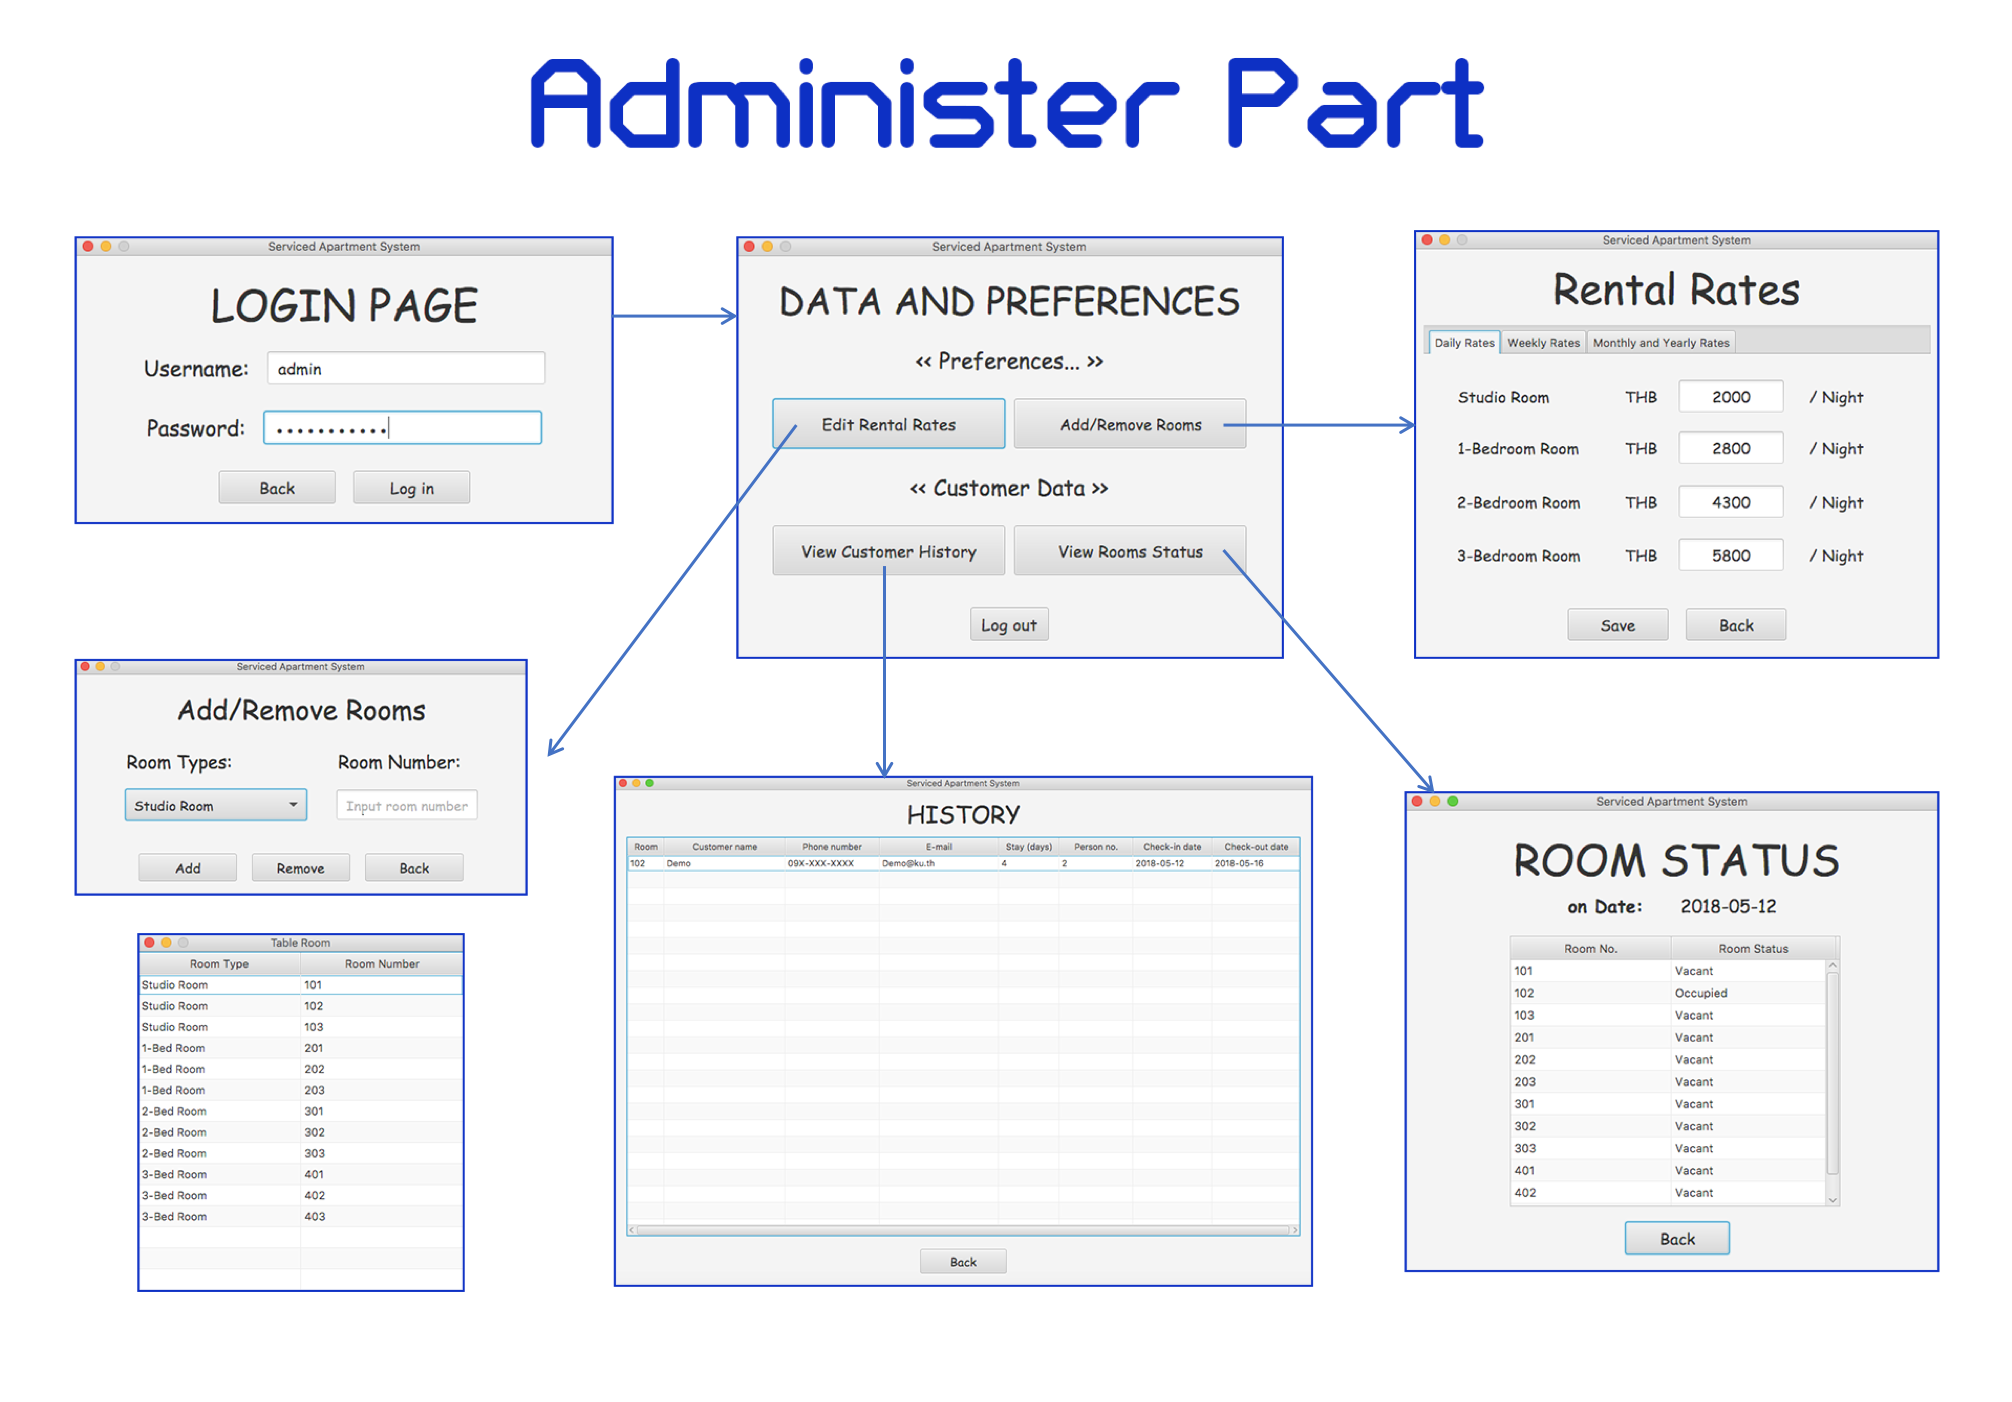 Administer Part
Serviced Apartment System
LOGIN PAGE
Username: admin
Password: •••••••••••
Back Log in
Serviced Apartment System
DATA AND PREFERENCES
<< Preferences... >>
Edit Rental Rates Add/Remove Rooms
<< Customer Data >>
View Customer History View Rooms Status
Log out
Serviced Apartment System
Rental Rates
Daily Rates Weekly Rates Monthly and Yearly Rates
Studio Room THB 2000 / Night
1-Bedroom Room THB 2800 / Night
2-Bedroom Room THB 4300 / Night
3-Bedroom Room THB 5800 / Night
Save Back
Serviced Apartment System
Add/Remove Rooms
Room Types: Room Number:
Studio Room Input room number
Add Remove Back
Table Room
Room Type Room Number
Studio Room 101
Studio Room 102
Studio Room 103
1-Bed Room 201
1-Bed Room 202
1-Bed Room 203
2-Bed Room 301
2-Bed Room 302
2-Bed Room 303
3-Bed Room 401
3-Bed Room 402
3-Bed Room 403
Serviced Apartment System
HISTORY
Room Customer name Phone number E-mail Stay (days) Person no. Check-in date Check-out date
102 Demo 09X-XXX-XXXX Demo@ku.th 4 2 2018-05-12 2018-05-16
Back
Serviced Apartment System
ROOM STATUS
on Date: 2018-05-12
Room No. Room Status
101 Vacant
102 Occupied
103 Vacant
201 Vacant
202 Vacant
203 Vacant
301 Vacant
302 Vacant
303 Vacant
401 Vacant
402 Vacant
Back